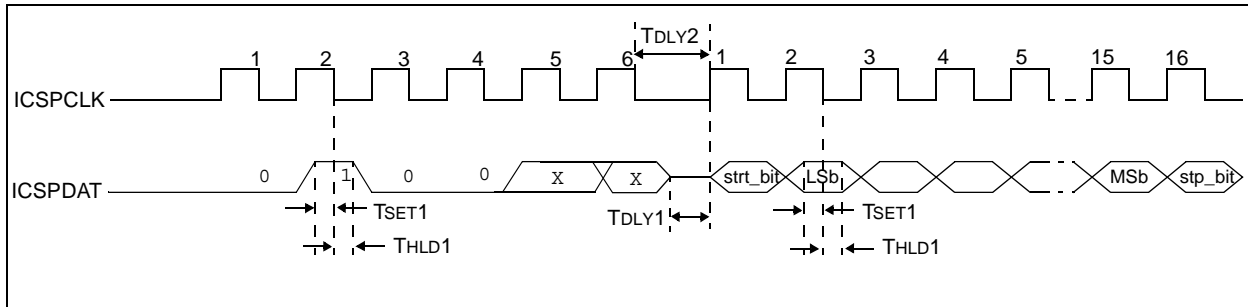 TDLY2
1 2 3 4 5 6 1 2 3 4 5 15 16
ICSPCLK
ICSPDAT
0 1 0 0 X X strt_bit LSb MSb stp_bit
TSET1 TDLY1 TSET1
THLD1 THLD1